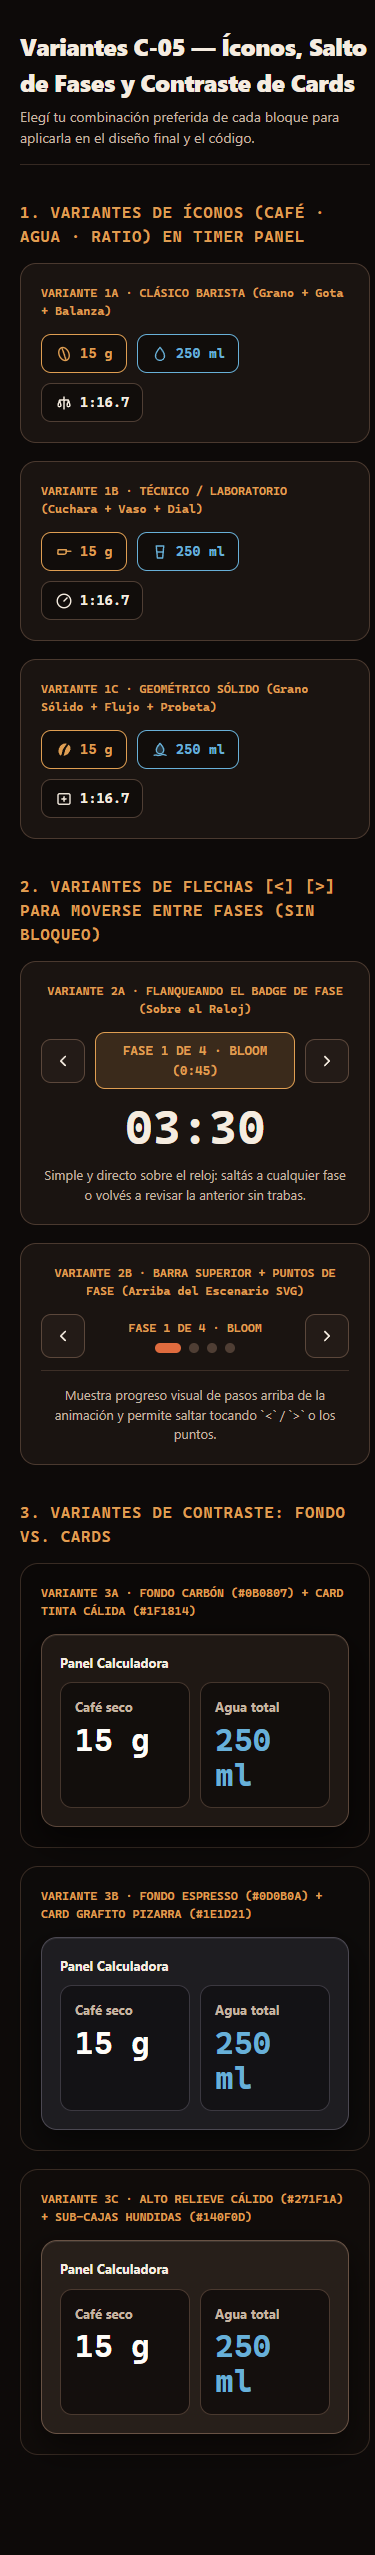 Variantes C-05 — Íconos, Salto
de Fases y Contraste de Cards
Elegí tu combinación preferida de cada bloque para
aplicarla en el diseño final y el código.
1. VARIANTES DE ÍCONOS (CAFÉ ·
AGUA · RATIO) EN TIMER PANEL
VARIANTE 1A · CLÁSICO BARISTA (Grano + Gota
+ Balanza)
15 g
250 ml
1:16.7
VARIANTE 1B · TÉCNICO / LABORATORIO
(Cuchara + Vaso + Dial)
15 g
250 ml
1:16.7
VARIANTE 1C · GEOMÉTRICO SÓLIDO (Grano
Sólido + Flujo + Probeta)
15 g
250 ml
1:16.7
2. VARIANTES DE FLECHAS [<] [>]
PARA MOVERSE ENTRE FASES (SIN
BLOQUEO)
VARIANTE 2A · FLANQUEANDO EL BADGE DE FASE
(Sobre el Reloj)
FASE 1 DE 4 · BLOOM
(0:45)
03:30
Simple y directo sobre el reloj: saltás a cualquier fase
o volvés a revisar la anterior sin trabas.
VARIANTE 2B · BARRA SUPERIOR + PUNTOS DE
FASE (Arriba del Escenario SVG)
FASE 1 DE 4 · BLOOM
Muestra progreso visual de pasos arriba de la
animación y permite saltar tocando `<` / `>` o los
puntos.
3. VARIANTES DE CONTRASTE: FONDO
VS. CARDS
VARIANTE 3A · FONDO CARBÓN (#0B0807) + CARD
TINTA CÁLIDA (#1F1814)
Panel Calculadora
Café seco
15 g
Agua total
250
ml
VARIANTE 3B · FONDO ESPRESSO (#0D0B0A) +
CARD GRAFITO PIZARRA (#1E1D21)
Panel Calculadora
Café seco
15 g
Agua total
250
ml
VARIANTE 3C · ALTO RELIEVE CÁLIDO (#271F1A)
+ SUB-CAJAS HUNDIDAS (#140F0D)
Panel Calculadora
Café seco
15 g
Agua total
250
ml